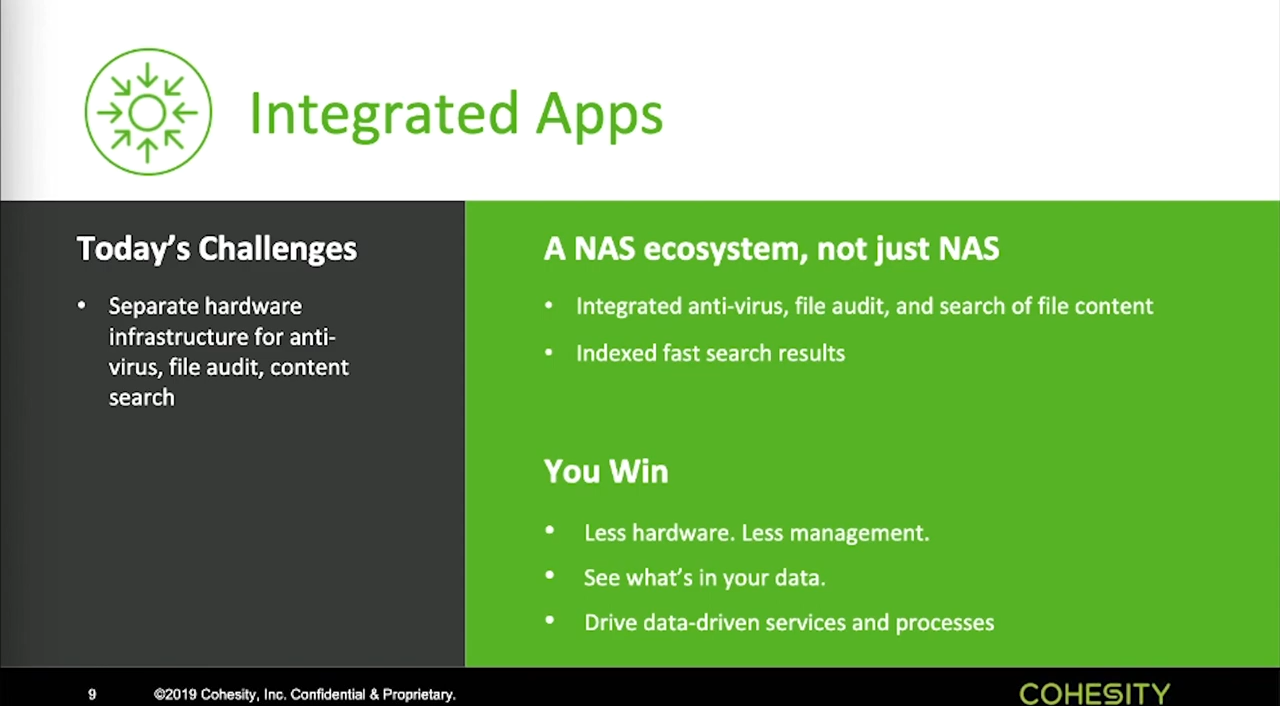 Integrated Apps
Today's Challenges
• Separate hardware
infrastructure for anti-
virus, file audit, content
search
A NAS ecosystem, not just NAS
• Integrated anti-virus, file audit, and search of file content
• Indexed fast search results
You Win
• Less hardware. Less management.
• See what's in your data.
• Drive data-driven services and processes
9
©2019 Cohesity, Inc. Confidential & Proprietary.
COHESITY